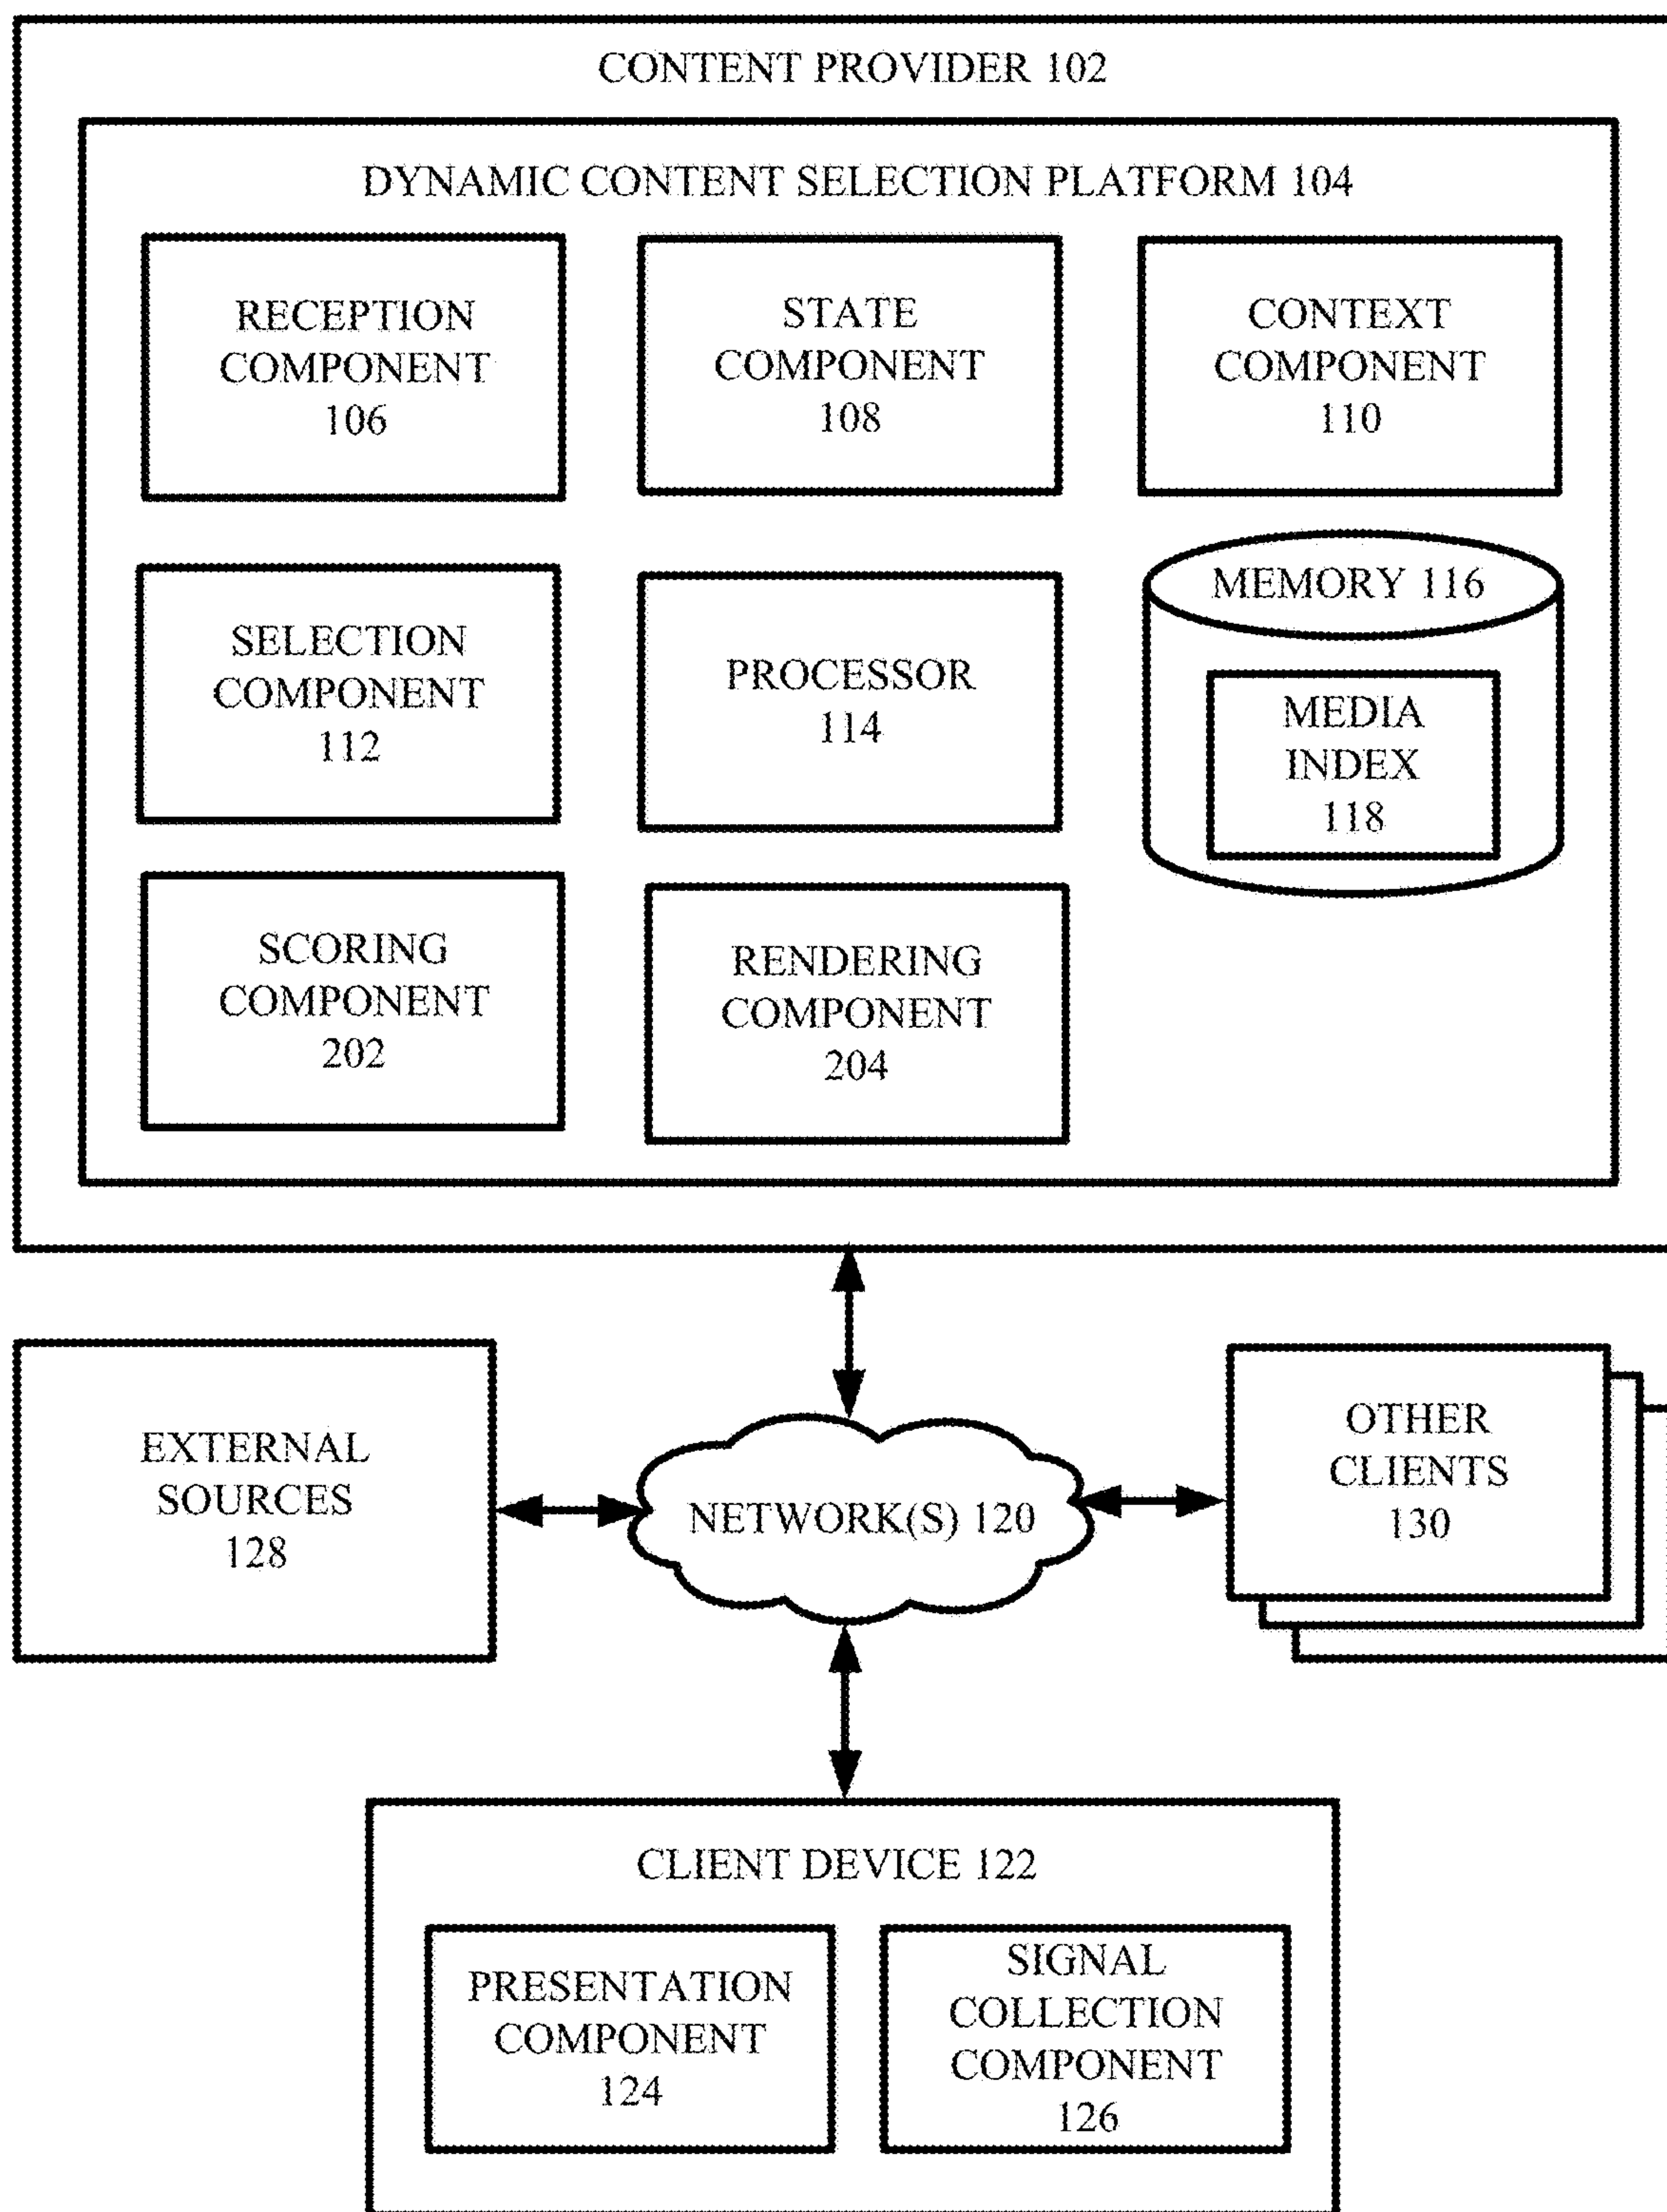 CONTENT PROVIDER 102
DYNAMIC CONTENT SELECTION PLATFORM 104
RECEPTION
COMPONENT
106
STATE
COMPONENT
108
CONTEXT
COMPONENT
110
SELECTION
COMPONENT
112
PROCESSOR
114
MEMORY 116
MEDIA
INDEX
118
SCORING
COMPONENT
202
RENDERING
COMPONENT
204
EXTERNAL
SOURCES
128
NETWORK(S) 120
OTHER
CLIENTS
130
CLIENT DEVICE 122
PRESENTATION
COMPONENT
124
SIGNAL
COLLECTION
COMPONENT
126